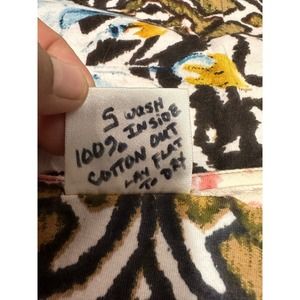 S WASH
100% INSIDE
COTTON OUT
LAY FLAT
TO DRY